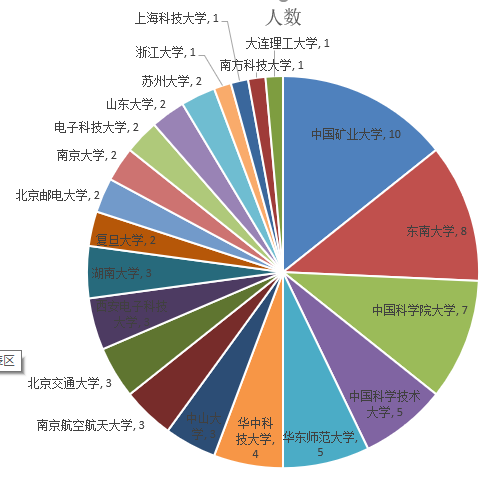 人数
中国矿业大学, 10
东南大学, 8
中国科学院大学, 7
中国科学技术
大学, 5
华东师范大学,
5
华中科
技大学,
4
中山大
南京航空航天大学, 3
北京交通大学, 3
湖南大学, 3
厦日大学, 2
北京邮电大学, 2
南京大学, 2
电子科技大学, 2
山东大学, 2
苏州大学, 2
浙江大学, 1
上海科技大学, 1
南方科技大学, 1
大连理工大学, 1
区